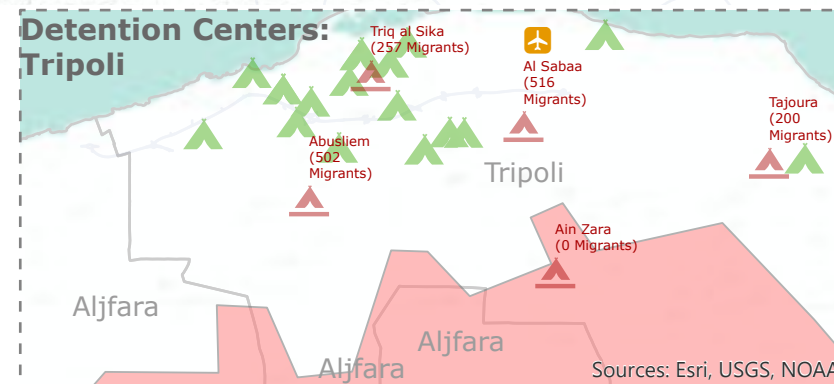 Detention Centers:
Tripoli
Triq al Sika
(257 Migrants)
Al Sabaa
(516
Migrants)
Tajoura
(200
Migrants)
Abusliem
(502
Migrants)
Tripoli
Ain Zara
(0 Migrants)
Aljfara
Aljfara
Aljfara
Sources: Esri, USGS, NOAA